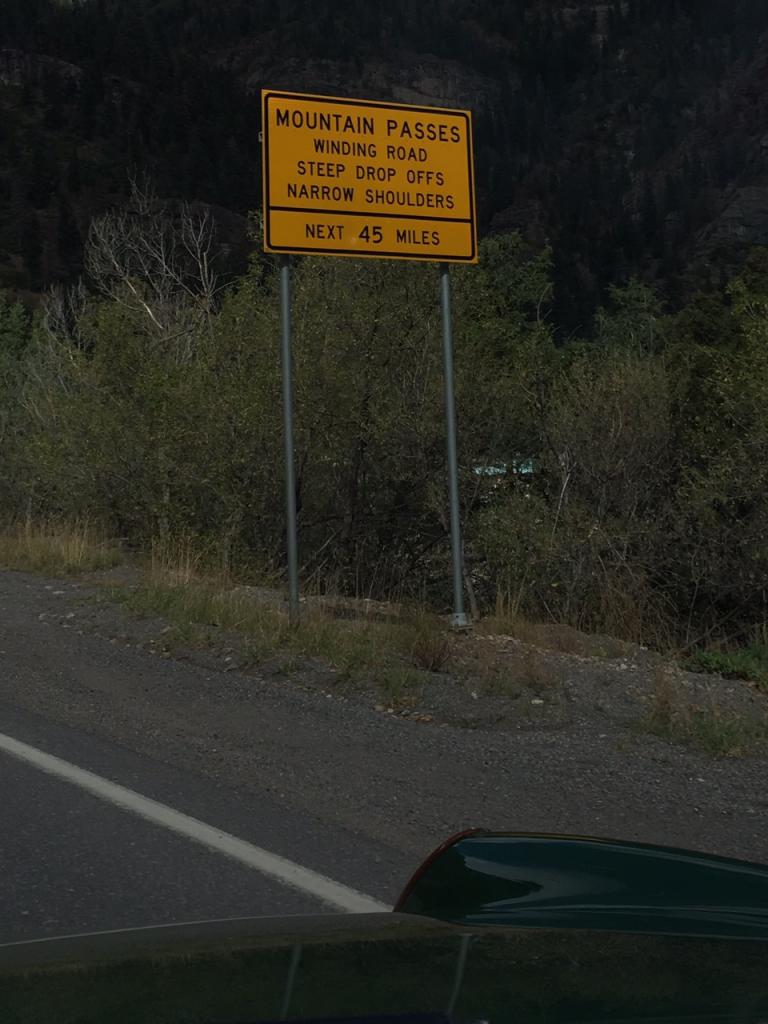 MOUNTAIN PASSES
WINDING ROAD
STEEP DROP OFFS
NARROW SHOULDERS
NEXT 45 MILES